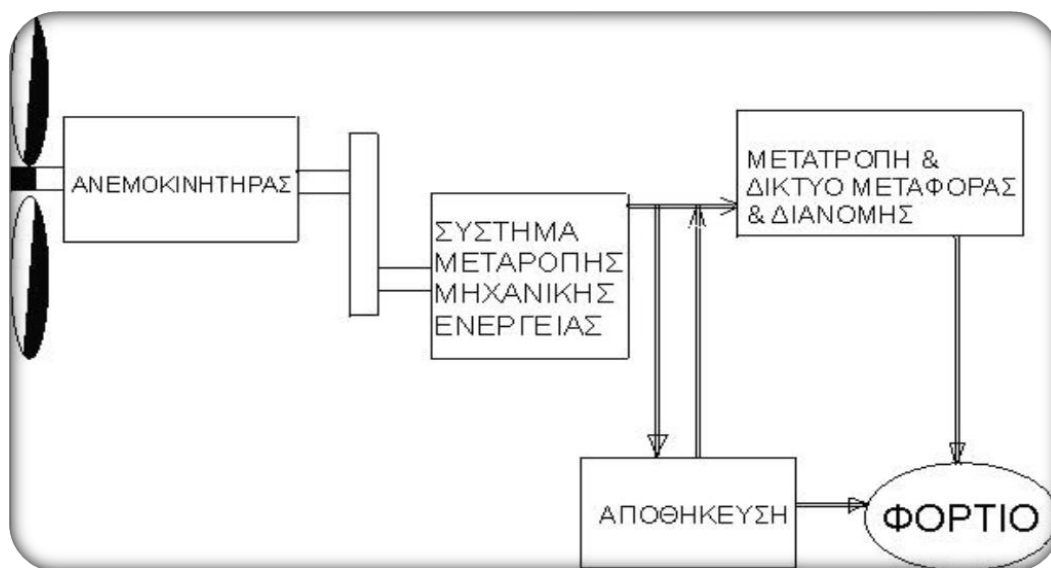 ΑΝΕΜΟΚΙΝΗΤΗΡΑΣ
ΣΥΣΤΗΜΑ
ΜΕΤΑΡΟΠΗΣ
ΜΗΧΑΝΙΚΗΣ
ΕΝΕΡΓΕΙΑΣ
ΜΕΤΑΤΡΟΠΗ &
ΔΙΚΤΥΟ ΜΕΤΑΦΟΡΑΣ
& ΔΙΑΝΟΜΗΣ
ΑΠΟΘΗΚΕΥΣΗ
ΦΟΡΤΙΟ